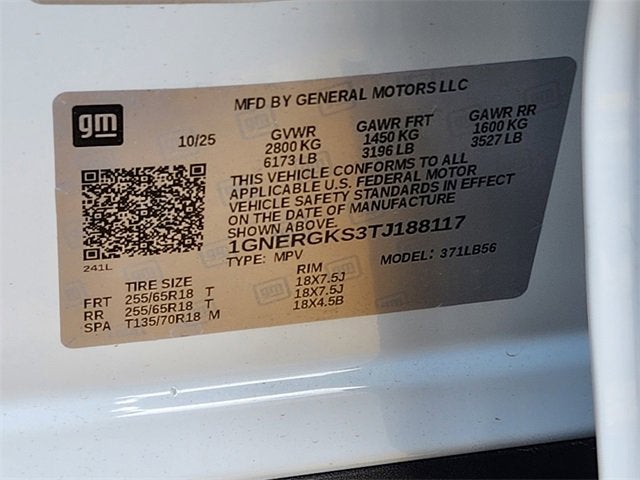 gm
MFD BY GENERAL MOTORS LLC
10/25 GVWR GAWR FRT GAWR RR
2800 KG 1450 KG 1600 KG
6173 LB 3196 LB 3527 LB
THIS VEHICLE CONFORMS TO ALL
APPLICABLE U.S. FEDERAL MOTOR
VEHICLE SAFETY STANDARDS IN EFFECT
ON THE DATE OF MANUFACTURE
SHOWN ABOVE.
1GNERGKS3TJ188117
241L TYPE: MPV MODEL: 371LB56
TIRE SIZE RIM
FRT 255/65R18 T 18X7.5J
RR 255/65R18 T 18X7.5J
SPA T135/70R18 M 18X4.5B